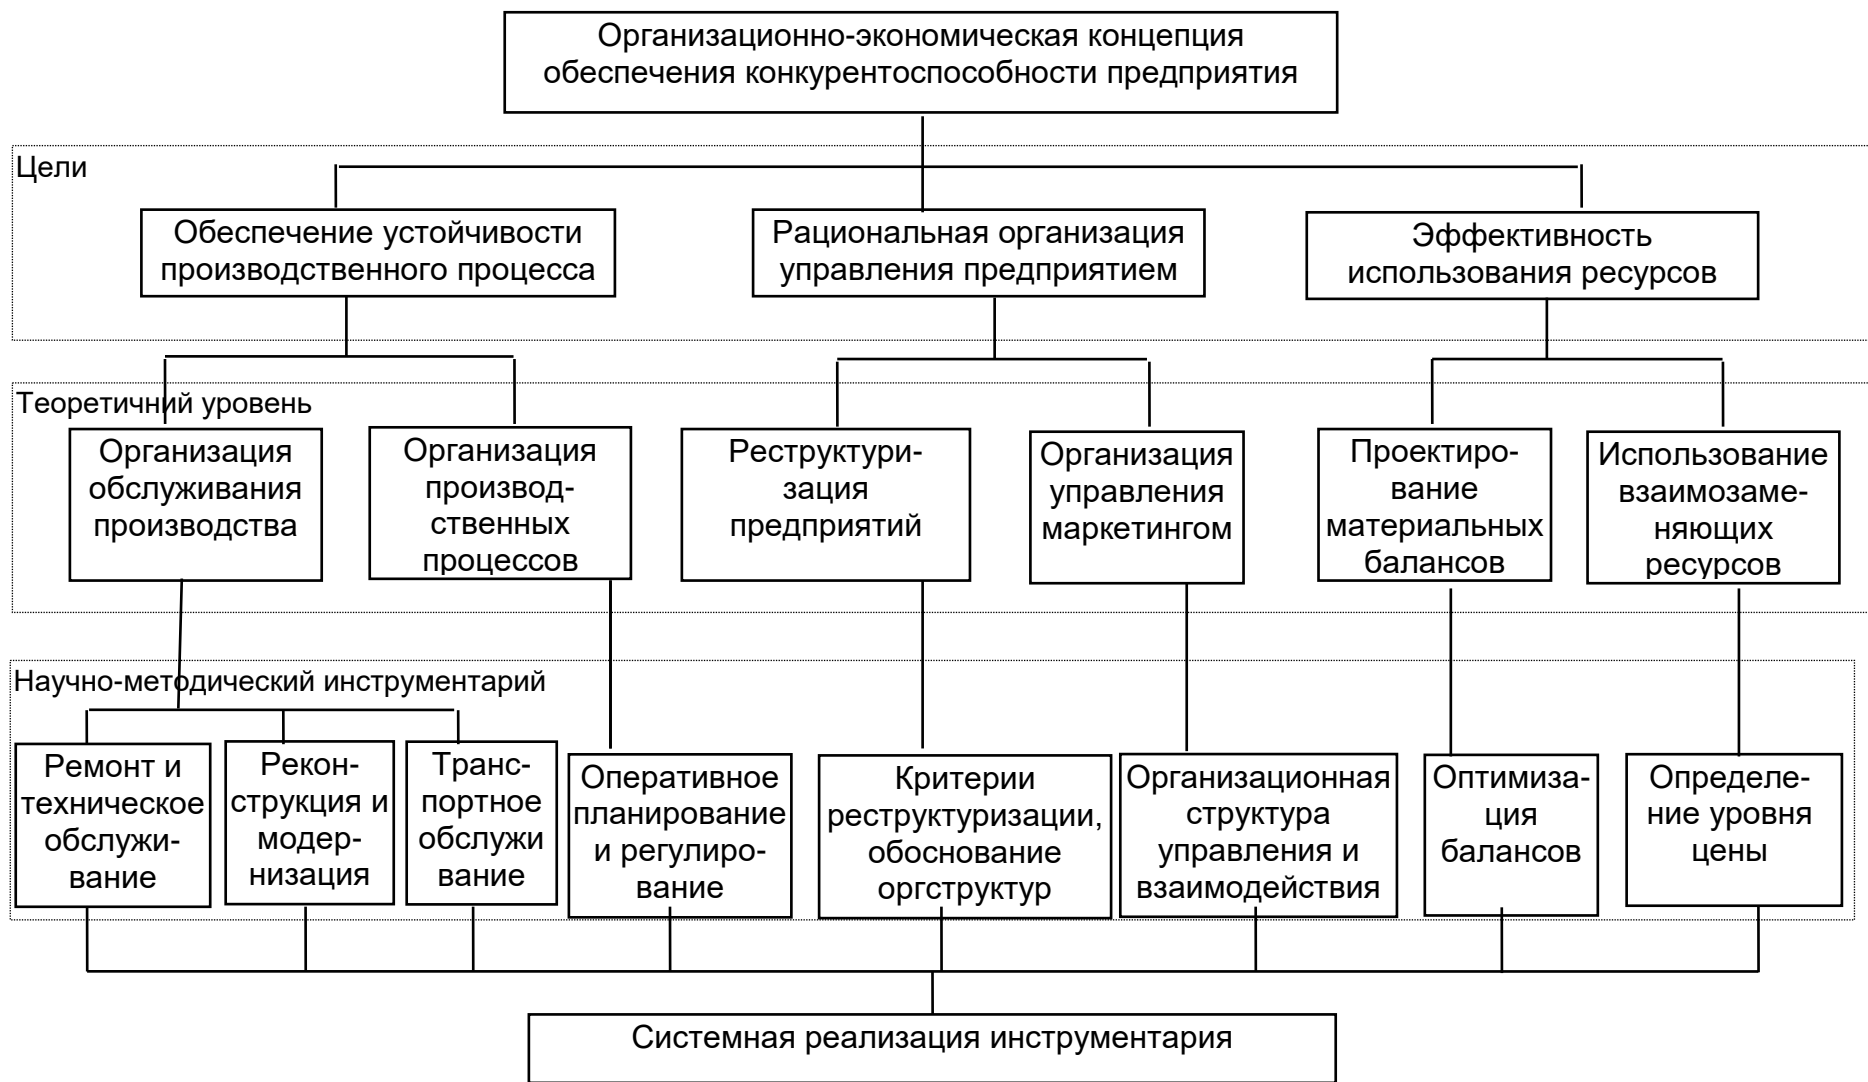 Организационно-экономическая концепция
обеспечения конкурентоспособности предприятия
Цели
Обеспечение устойчивости
производственного процесса
Рациональная организация
управления предприятием
Эффективность
использования ресурсов
Теоретичний уровень
Организация
обслуживания
производства
Организация
производ-
ственных
процессов
Реструктури-
зация
предприятий
Организация
управления
маркетингом
Проектиро-
вание
материальных
балансов
Использование
взаимозаме-
няющих
ресурсов
Научно-методический инструментарий
Ремонт и
техническое
обслужи-
вание
Рекон-
струкция и
модер-
низация
Транс-
портное
обслужи
вание
Оперативное
планирование
и регулиро-
вание
Критерии
реструктуризации,
обоснование
оргструктур
Организационная
структура
управления и
взаимодействия
Оптимиза-
ция
балансов
Определе-
ние уровня
цены
Системная реализация инструментария